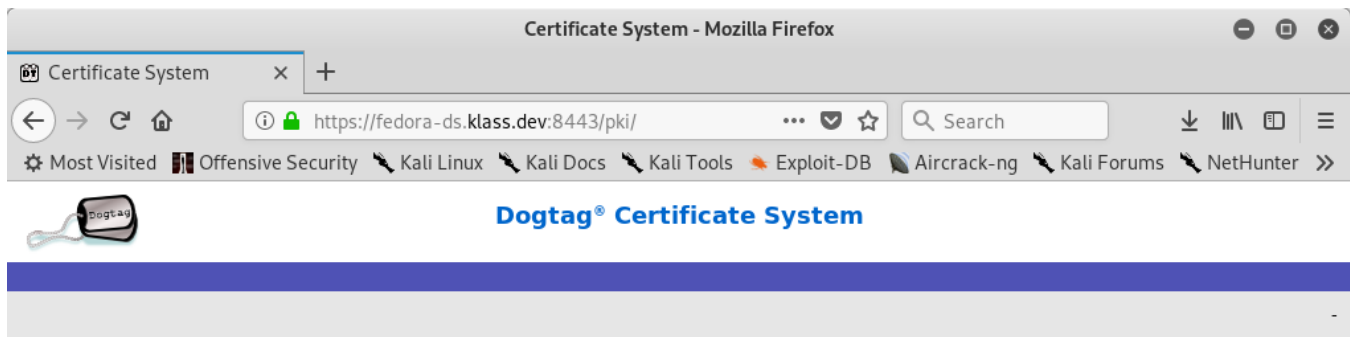 Certificate System - Mozilla Firefox
Certificate System
https://fedora-ds.klass.dev:8443/pki/ Search
Most Visited Offensive Security Kali Linux Kali Docs Kali Tools Exploit-DB Aircrack-ng Kali Forums NetHunter
Dogtag Dogtag® Certificate System
-